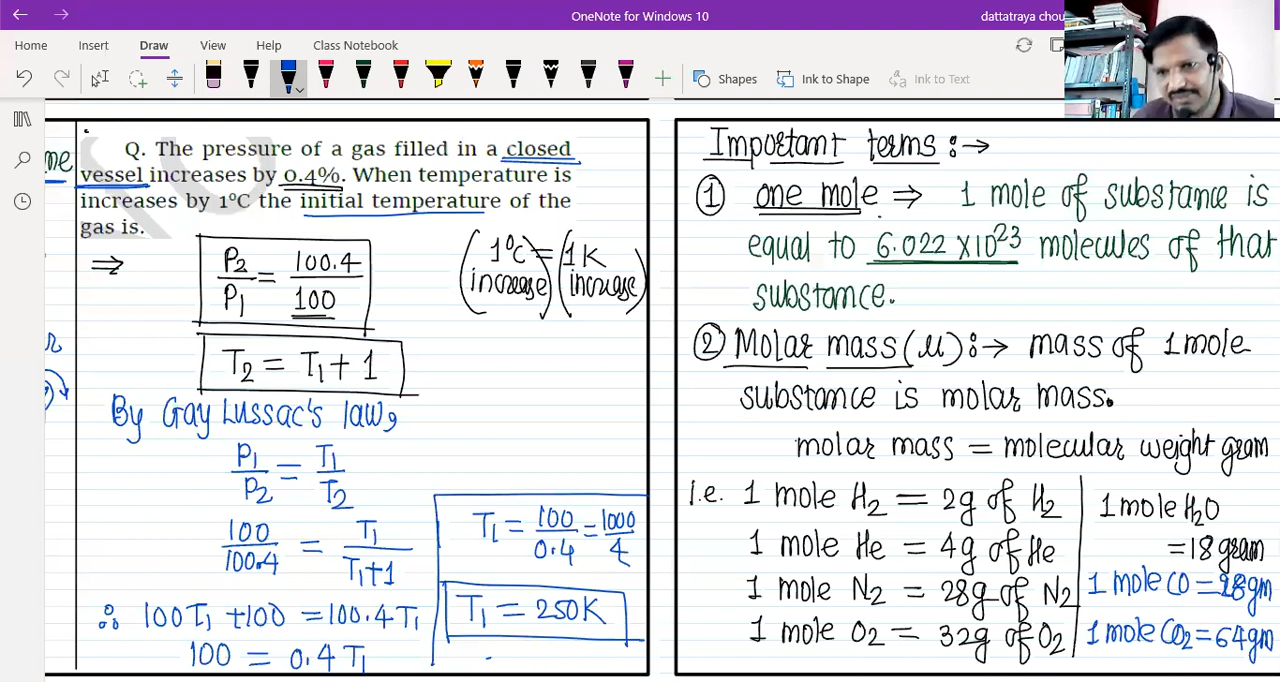 OneNote for Windows 10
dattatraya chou
Home Insert Draw View Help Class Notebook
Shapes Ink to Shape Ink to Text
me
Q. The pressure of a gas filled in a closed
vessel increases by 0.4%. When temperature is
increases by 1⁰C the initial temperature of the
gas is.
⇒ P₂/P₁ = 100.4/100
(1⁰C increase) = (1K increase)
T₂ = T₁ + 1
By Gay Lussac's law,
P₁/P₂ = T₁/T₂
100/100.4 = T₁/T₁+1
∴ 100T₁ +100 = 100.4T₁
100 = 0.4T₁
T₁ = 100/0.4 = 1000/4
T₁ = 250K
Important terms :→
① one mole ⇒ 1 mole of substance is
equal to 6.022 ×10²³ molecules of that
substance.
② Molar mass(μ):→ mass of 1mole
substance is molar mass.
molar mass = molecular weight gram
I.e. 1 mole H₂ = 2g of H₂
1 mole He = 4g of He
1 mole N₂ = 28g of N₂
1 mole O₂ = 32g of O₂
1 mole H₂O
=18 gram
1 mole CO = 28gm
1 mole CO₂ = 64gm